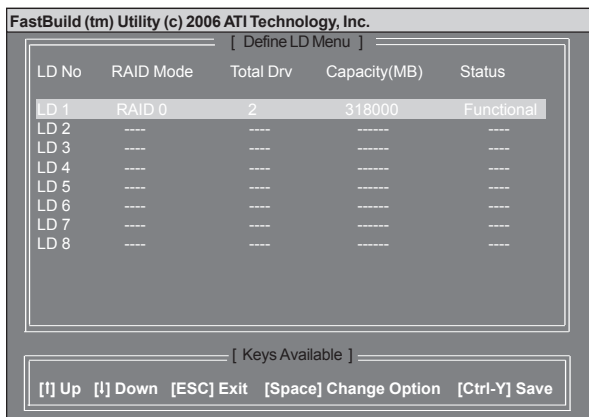 FastBuild (tm) Utility (c) 2006 ATI Technology, Inc.
[ Define LD Menu ]
LD No RAID Mode Total Drv Capacity(MB) Status
LD 1 RAID 0 2 318000 Functional
LD 2 ---- ---- ------ ----
LD 3 ---- ---- ------ ----
LD 4 ---- ---- ------ ----
LD 5 ---- ---- ------ ----
LD 6 ---- ---- ------ ----
LD 7 ---- ---- ------ ----
LD 8 ---- ---- ------ ----
[ Keys Available ]
[↑] Up [↓] Down [ESC] Exit [Space] Change Option [Ctrl-Y] Save